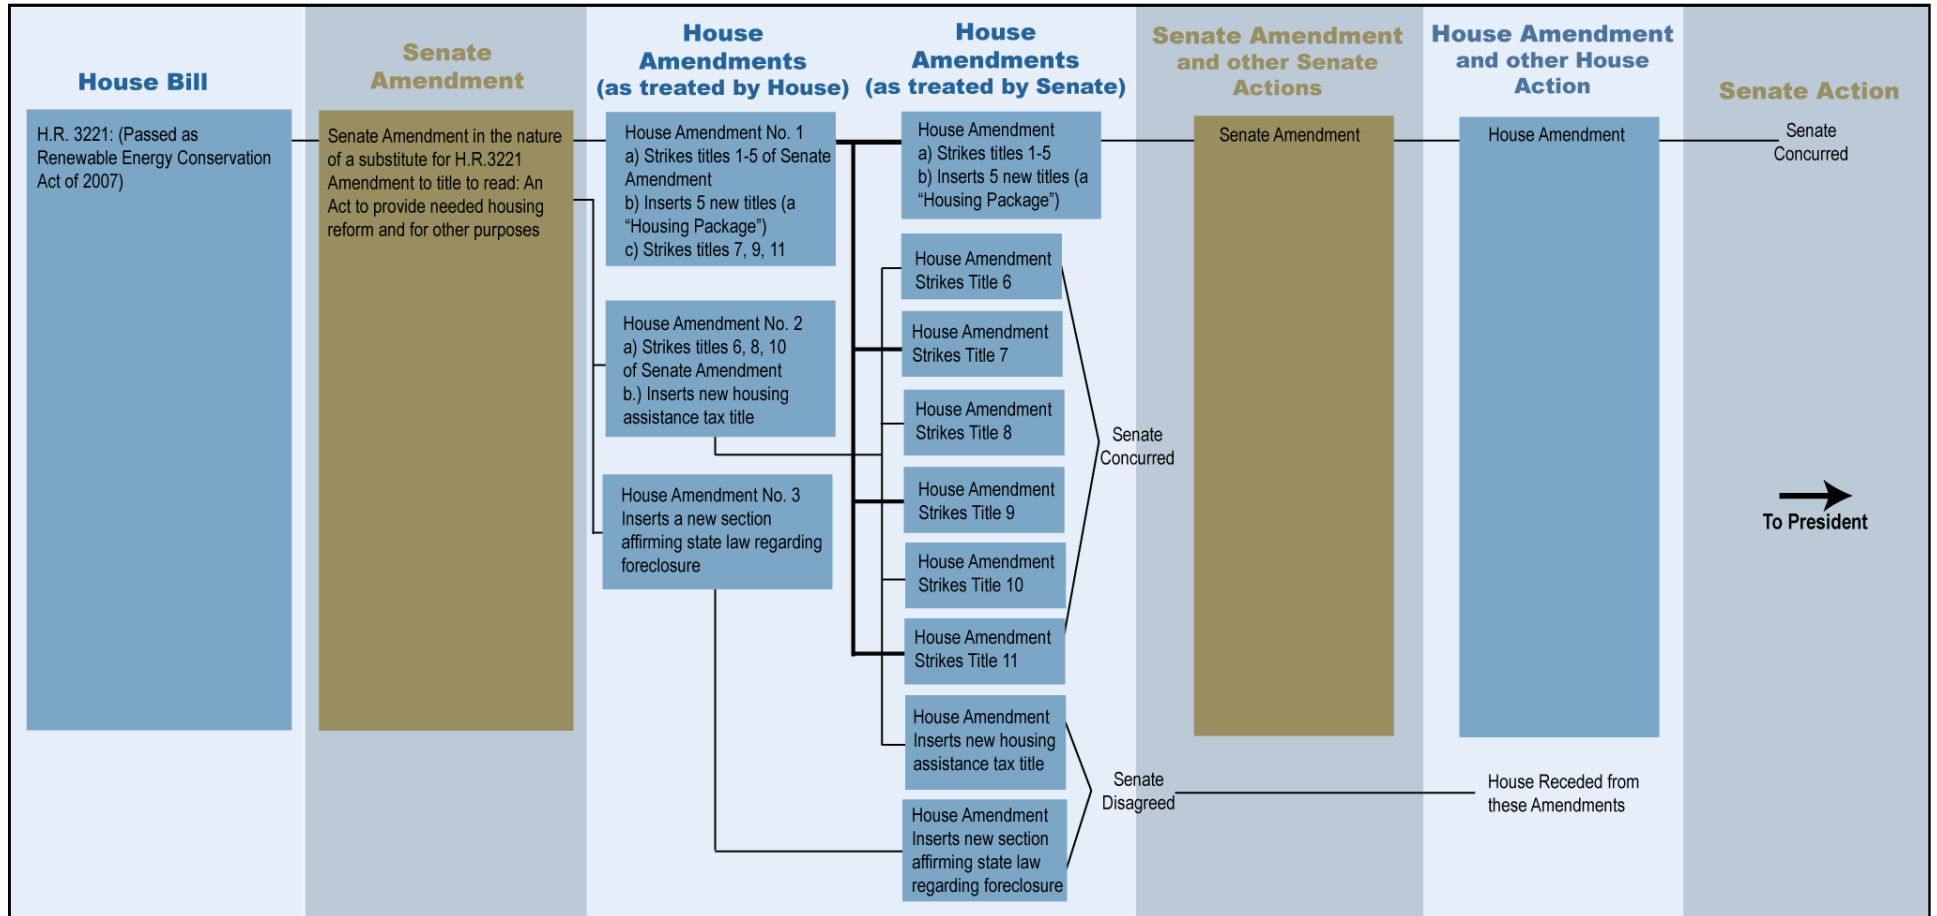 House Bill
H.R. 3221: (Passed as
Renewable Energy Conservation
Act of 2007)
Senate
Amendment
Senate Amendment in the nature
of a substitute for H.R.3221
Amendment to title to read: An
Act to provide needed housing
reform and for other purposes
House
Amendments
(as treated by House)
House Amendment No. 1
a) Strikes titles 1-5 of Senate
Amendment
b) Inserts 5 new titles (a
“Housing Package”)
c) Strikes titles 7, 9, 11
House Amendment No. 2
a) Strikes titles 6, 8, 10
of Senate Amendment
b.) Inserts new housing
assistance tax title
House Amendment No. 3
Inserts a new section
affirming state law regarding
foreclosure
House
Amendments
(as treated by Senate)
House Amendment
a) Strikes titles 1-5
b) Inserts 5 new titles (a
“Housing Package”)
House Amendment
Strikes Title 6
House Amendment
Strikes Title 7
House Amendment
Strikes Title 8
House Amendment
Strikes Title 9
House Amendment
Strikes Title 10
House Amendment
Strikes Title 11
House Amendment
Inserts new housing
assistance tax title
House Amendment
Inserts new section
affirming state law
regarding foreclosure
Senate
Concurred
Senate
Disagreed
Senate Amendment
and other Senate
Actions
Senate Amendment
House Amendment
and other House
Action
House Amendment
House Receded from
these Amendments
Senate Action
Senate
Concurred
To President